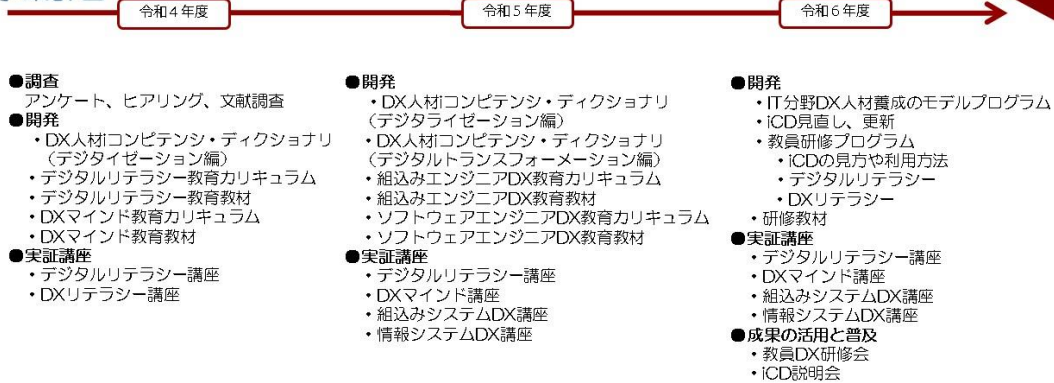 令和４年度
令和５年度
令和６年度
●調査
アンケート、ヒアリング、文献調査
●開発
・DX人材iコンピテンシ・ディクショナリ
（デジタイゼーション編）
・デジタルリテラシー教育カリキュラム
・デジタルリテラシー教育教材
・DXマインド教育カリキュラム
・DXマインド教育教材
●実証講座
・デジタルリテラシー講座
・DXリテラシー講座
●開発
・DX人材iコンピテンシ・ディクショナリ
（デジタライゼーション編）
・DX人材iコンピテンシ・ディクショナリ
（デジタルトランスフォーメーション編）
・組込みエンジニアDX教育カリキュラム
・組込みエンジニアDX教育教材
・ソフトウェアエンジニアDX教育カリキュラム
・ソフトウェアエンジニアDX教育教材
●実証講座
・デジタルリテラシー講座
・DXマインド講座
・組込みシステムDX講座
・情報システムDX講座
●開発
・IT分野DX人材養成のモデルプログラム
・iCD見直し、更新
・教員研修プログラム
・iCDの見方や利用方法
・デジタルリテラシー
・DXリテラシー
・研修教材
●実証講座
・デジタルリテラシー講座
・DXマインド講座
・組込みシステムDX講座
・情報システムDX講座
●成果の活用と普及
・教員DX研修会
・iCD説明会